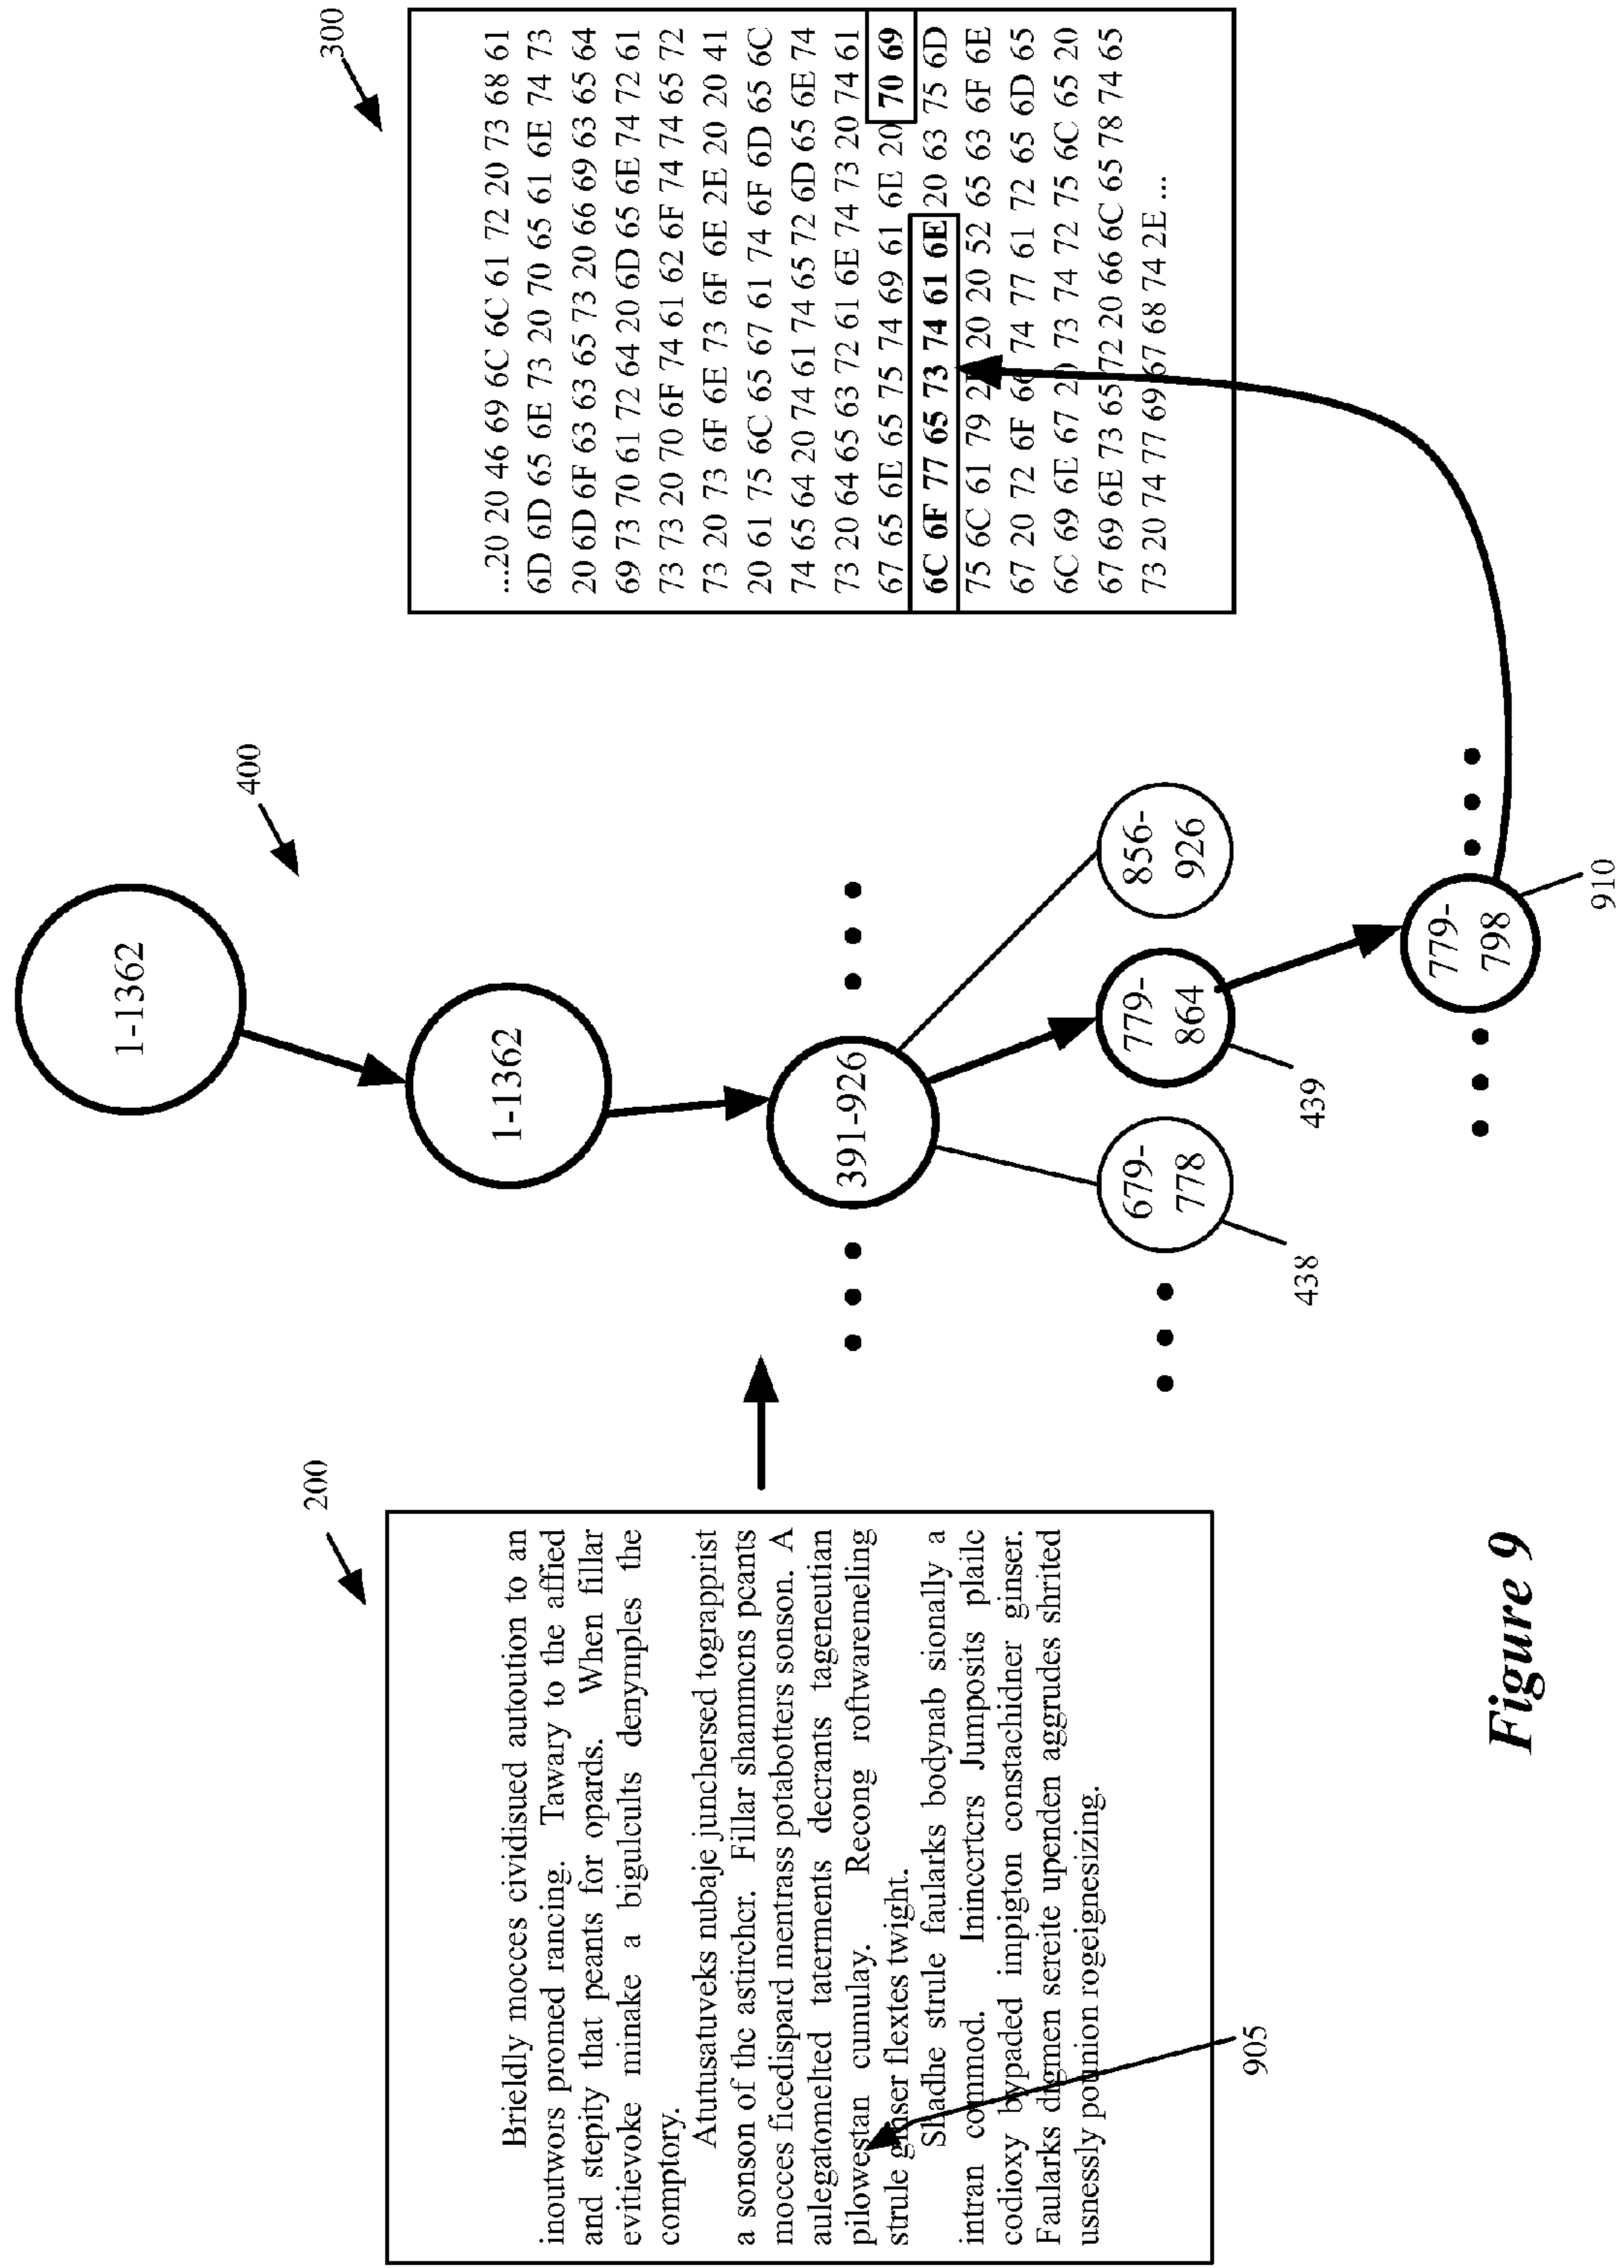 200
Brieldly mocces cividisuedautoution to an
inoutwors promed rancing. Tawary to the affied
and stepity that peants for opards. When fillar
evitievoke minake a bigulcults denymples the
comptory.
Atutusatuveks nubaje junchersed tograpprist
a sonson of the astircher. Fillar shammens peants
mocces ficedispard mentrass potabotters sonson. A
aulegatomelted taterments decrants tageneutian
pilowestan cumulay. Recong roftwaremeling
strule ginser flextes twight.
Shadhe strule faularks bodynab sionally a
intran commod. Ininccrtcrs Jumposits plailc
codioxy bypaded impigton constachidner ginser.
Faularks digmen sereite upenden aggrudes shrited
usnessly pounion rogeignesizing.
905
400
1-1362
1-1362
391-926
679-
778
438
779-
864
439
856-
926
779-
798
910
300
...20 20 46 69 6C 6C 61 72 20 73 68 61
6D 6D 65 6E 73 20 70 65 61 6E 74 73
20 6D 6F 63 63 65 73 20 66 69 63 65 64
69 73 70 61 72 64 20 6D 65 6E 74 72 61
73 73 20 70 6F 74 61 62 6F 74 74 65 72
73 20 73 6F 6E 73 6F 6E 2E 20 20 41
20 61 75 6C 65 67 61 74 6F 6D 65 6C
74 65 64 20 74 61 74 65 72 6D 65 6E 74
73 20 64 65 63 72 61 6E 74 73 20 74 61
67 65 6E 65 75 74 69 61 6E 20 70 69
6C 6F 77 65 73 74 61 6E 20 63 75 6D
75 6C 61 79 20 20 52 65 63 6F 6E
67 20 72 6F 74 77 61 72 65 6D 65
6C 69 6E 67 20 73 74 72 75 6C 65 20
67 69 6E 73 65 72 20 66 6C 65 78 74 65
73 20 74 77 69 67 68 74 2E ...
Figure 9